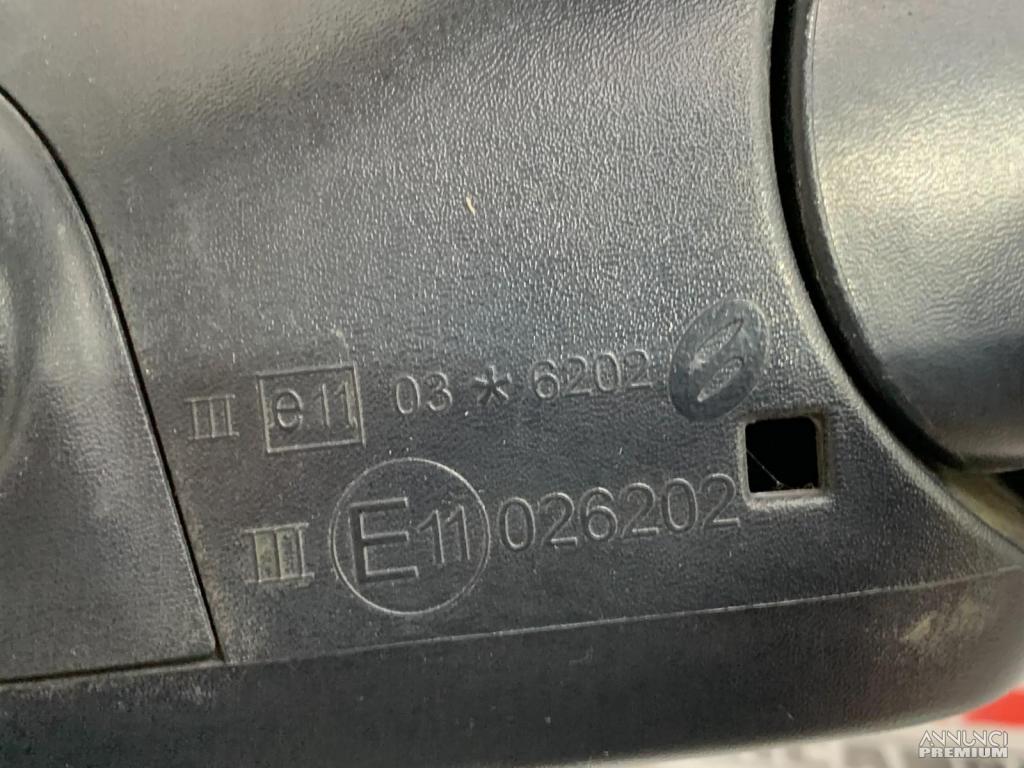 III e11 03 * 6202
III E11 026202
ANNUNCI
PREMIUM